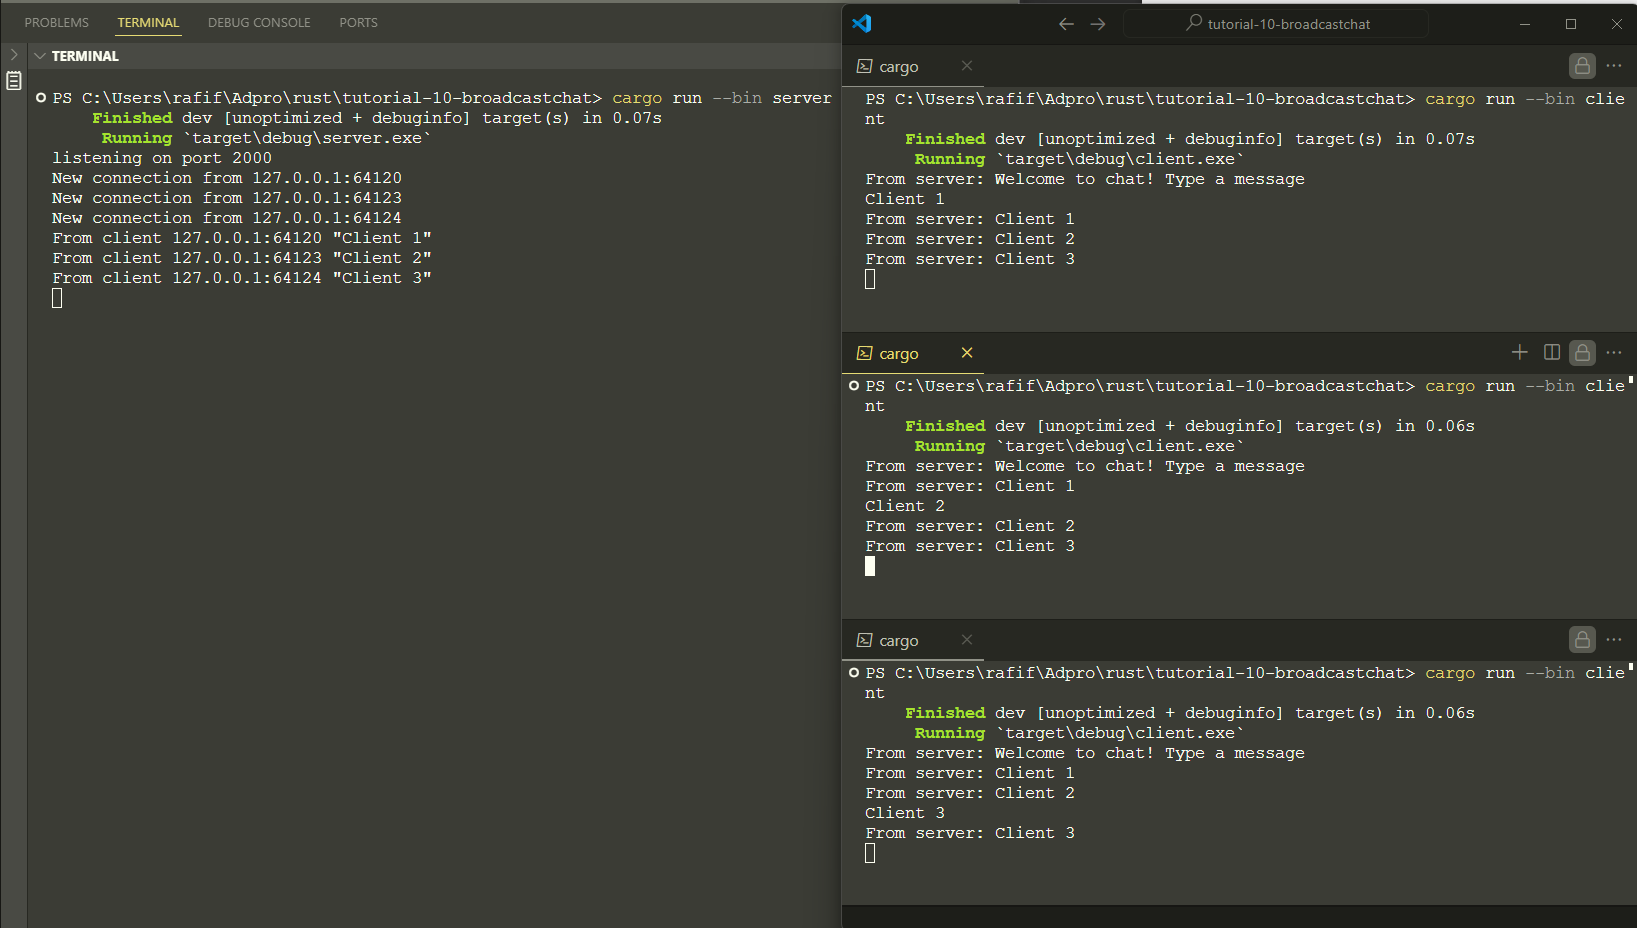 PROBLEMS TERMINAL DEBUG CONSOLE PORTS
TERMINAL
PS C:\Users\rafif\Adpro\rust\tutorial-10-broadcastchat> cargo run --bin server
Finished dev [unoptimized + debuginfo] target(s) in 0.07s
Running `target\debug\server.exe`
listening on port 2000
New connection from 127.0.0.1:64120
New connection from 127.0.0.1:64123
New connection from 127.0.0.1:64124
From client 127.0.0.1:64120 "Client 1"
From client 127.0.0.1:64123 "Client 2"
From client 127.0.0.1:64124 "Client 3"
tutorial-10-broadcastchat
cargo
PS C:\Users\rafif\Adpro\rust\tutorial-10-broadcastchat> cargo run --bin clie
nt
Finished dev [unoptimized + debuginfo] target(s) in 0.07s
Running `target\debug\client.exe`
From server: Welcome to chat! Type a message
Client 1
From server: Client 1
From server: Client 2
From server: Client 3
cargo
PS C:\Users\rafif\Adpro\rust\tutorial-10-broadcastchat> cargo run --bin clie
nt
Finished dev [unoptimized + debuginfo] target(s) in 0.06s
Running `target\debug\client.exe`
From server: Welcome to chat! Type a message
From server: Client 1
Client 2
From server: Client 2
From server: Client 3
cargo
PS C:\Users\rafif\Adpro\rust\tutorial-10-broadcastchat> cargo run --bin clie
nt
Finished dev [unoptimized + debuginfo] target(s) in 0.06s
Running `target\debug\client.exe`
From server: Welcome to chat! Type a message
From server: Client 1
From server: Client 2
Client 3
From server: Client 3